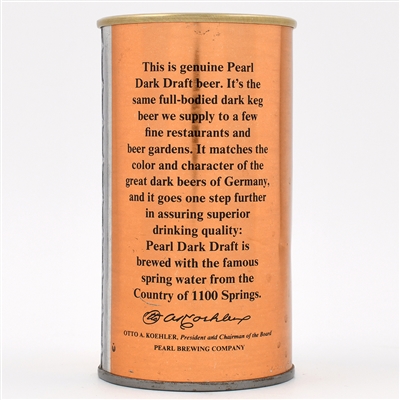 This is genuine Pearl
Dark Draft beer. It's the
same full-bodied dark keg
beer we supply to a few
fine restaurants and
beer gardens. It matches the
color and character of the
great dark beers of Germany,
and it goes one step further
in assuring superior
drinking quality:
Pearl Dark Draft is
brewed with the famous
spring water from the
Country of 1100 Springs.
Otto A. Koehler
OTTO A. KOEHLER, President and Chairman of the Board
PEARL BREWING COMPANY